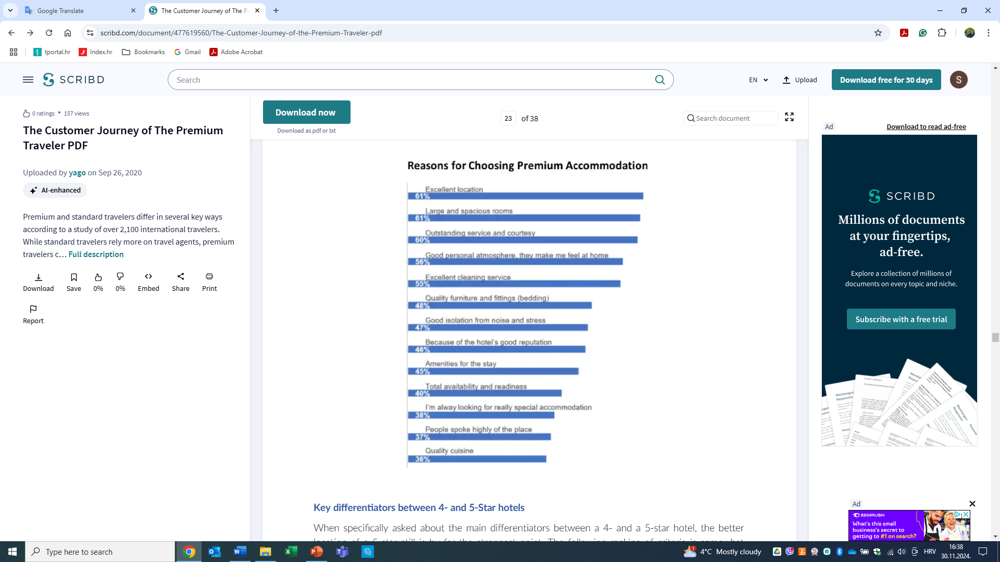 Google Translate
The Customer Journey of The P
scribd.com/document/477619560/The-Customer-Journey-of-the-Premium-Traveler-pdf
tportal.hr
Index.hr
Bookmarks
Gmail
Adobe Acrobat
SCRIBD
Search
EN
Upload
Download free for 30 days
S
0 ratings • 157 views
The Customer Journey of The Premium
Traveler PDF
Uploaded by yago on Sep 26, 2020
AI-enhanced
Premium and standard travelers differ in several key ways
according to a study of over 2,100 international travelers.
While standard travelers rely more on travel agents, premium
travelers c… Full description
Download
Save
0%
0%
Embed
Share
Print
Report
Download now
Download as pdf or txt
23 of 38
Search document
Reasons for Choosing Premium Accommodation
Excellent location
61%
Large and spacious rooms
61%
Outstanding service and courtesy
60%
Good personal atmosphere, they make me feel at home
56%
Excellent cleaning service
55%
Quality furniture and fittings (bedding)
48%
Good isolation from noise and stress
47%
Because of the hotel's good reputation
46%
Amenities for the stay
45%
Total availability and readiness
40%
I'm alway looking for really special accommodation
38%
People spoke highly of the place
37%
Quality cuisine
36%
Key differentiators between 4- and 5-Star hotels
When specifically asked about the main differentiators between a 4- and a 5-star hotel, the better
Ad
Download to read ad-free
SCRIBD
Millions of documents
at your fingertips,
ad-free.
Explore a collection of millions of
documents on every topic and niche.
Subscribe with a free trial
Ad
SEMRUSH
What's this small
business's secret to
getting to #1 on search?
Type here to search
1
4°C Mostly cloudy
HRV
16:38
30.11.2024.